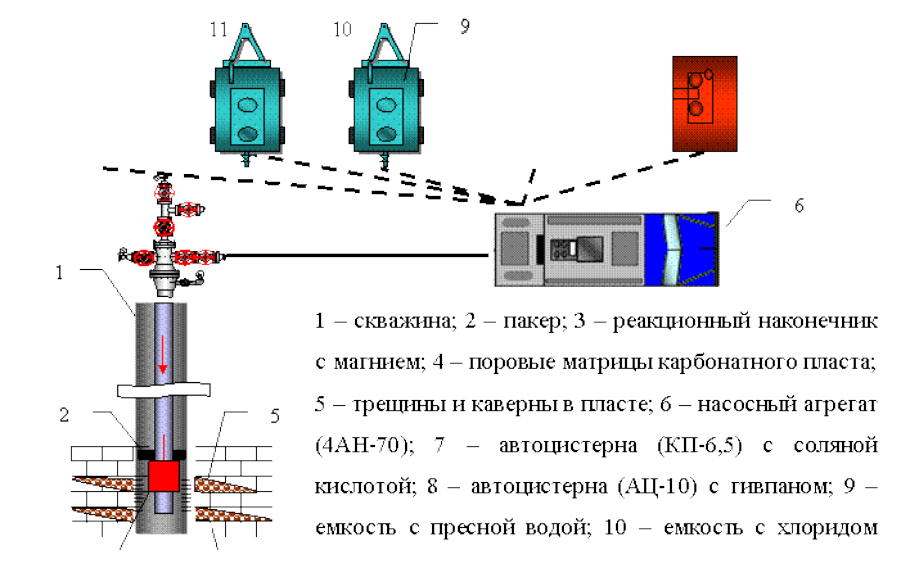 11
10
9
6
1
1 – скважина; 2 – пакер; 3 – реакционный наконечник
с магнием; 4 – поровые матрицы карбонатного пласта;
5 – трещины и каверны в пласте; 6 – насосный агрегат
2
5
(4АН-70); 7 – автоцистерна (КП-6,5) с соляной
кислотой; 8 – автоцистерна (АЦ-10) с гивпаном; 9 –
емкость с пресной водой; 10 – емкость с хлоридом